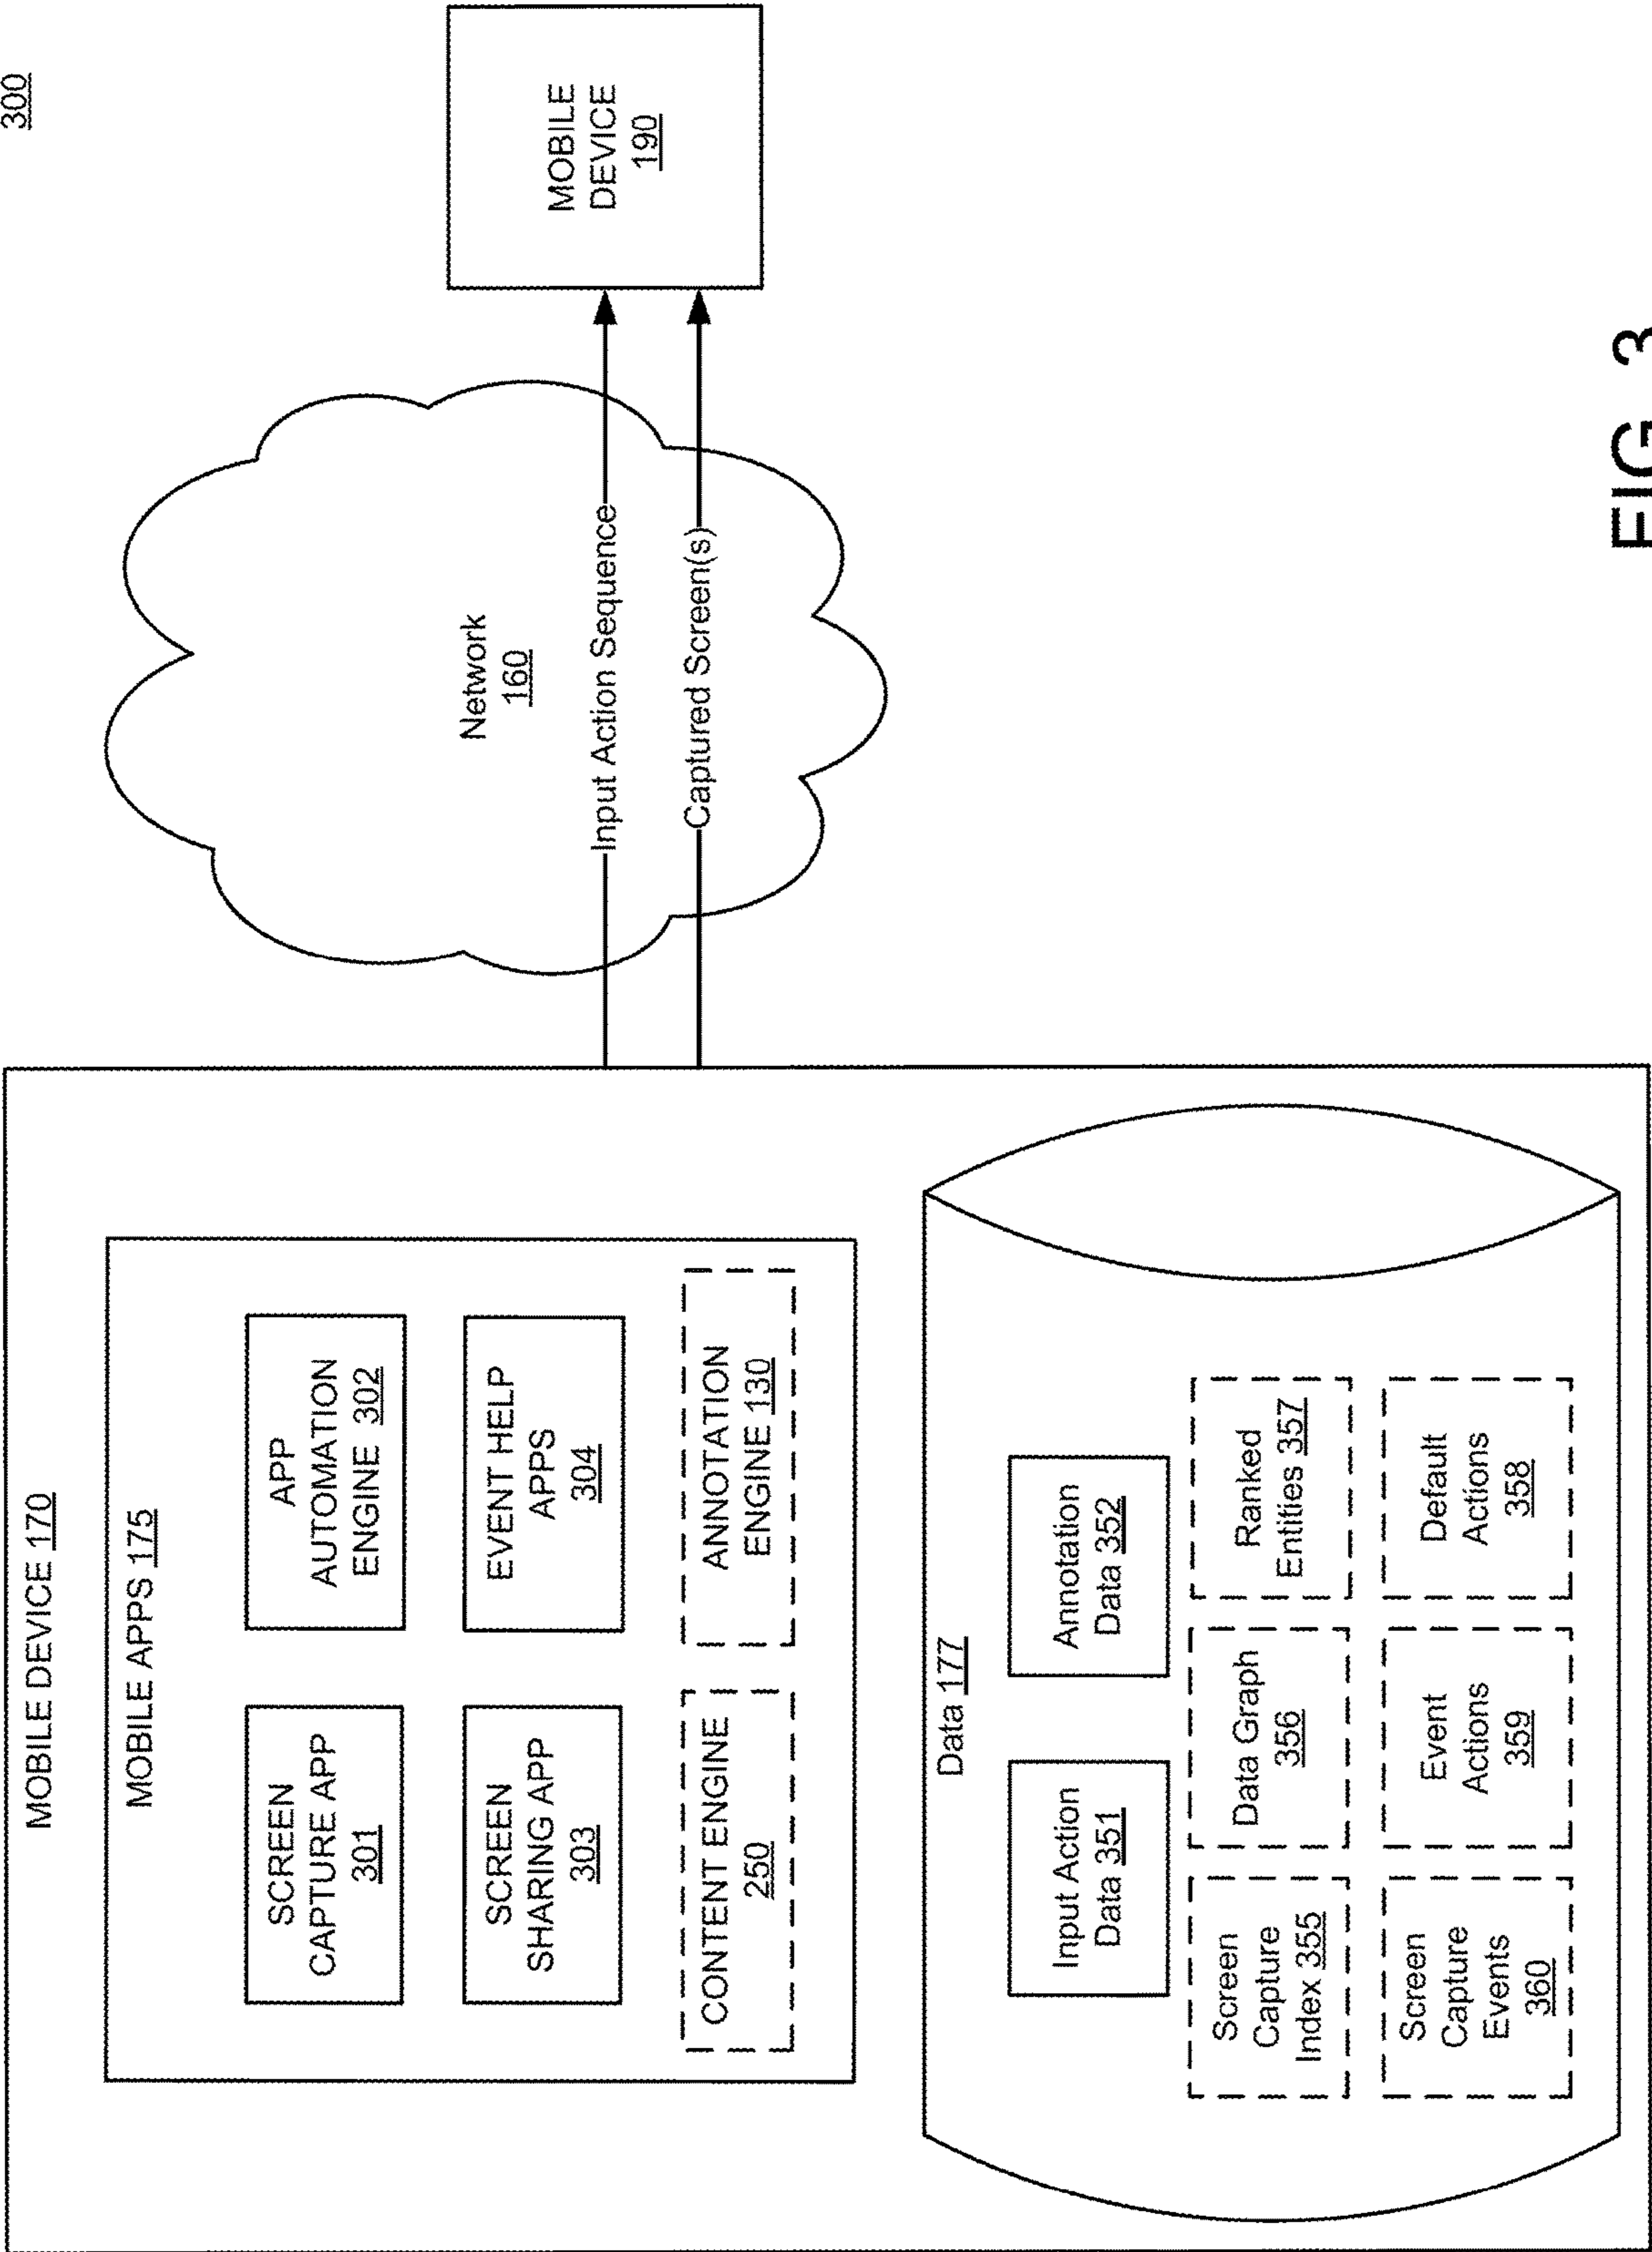 300
MOBILE DEVICE 170
MOBILE APPS 175
SCREEN
CAPTURE APP
301
APP
AUTOMATION
ENGINE 302
SCREEN
SHARING APP
303
EVENT HELP
APPS
304
CONTENT ENGINE
250
ANNOTATION
ENGINE 130
Data 177
Input Action
Data 351
Annotation
Data 352
Screen
Capture
Index 355
Data Graph
356
Ranked
Entities 357
Screen
Capture
Events
360
Event
Actions
359
Default
Actions
358
Network
160
Input Action Sequence
Captured Screen(s)
MOBILE
DEVICE
190
FIG. 3